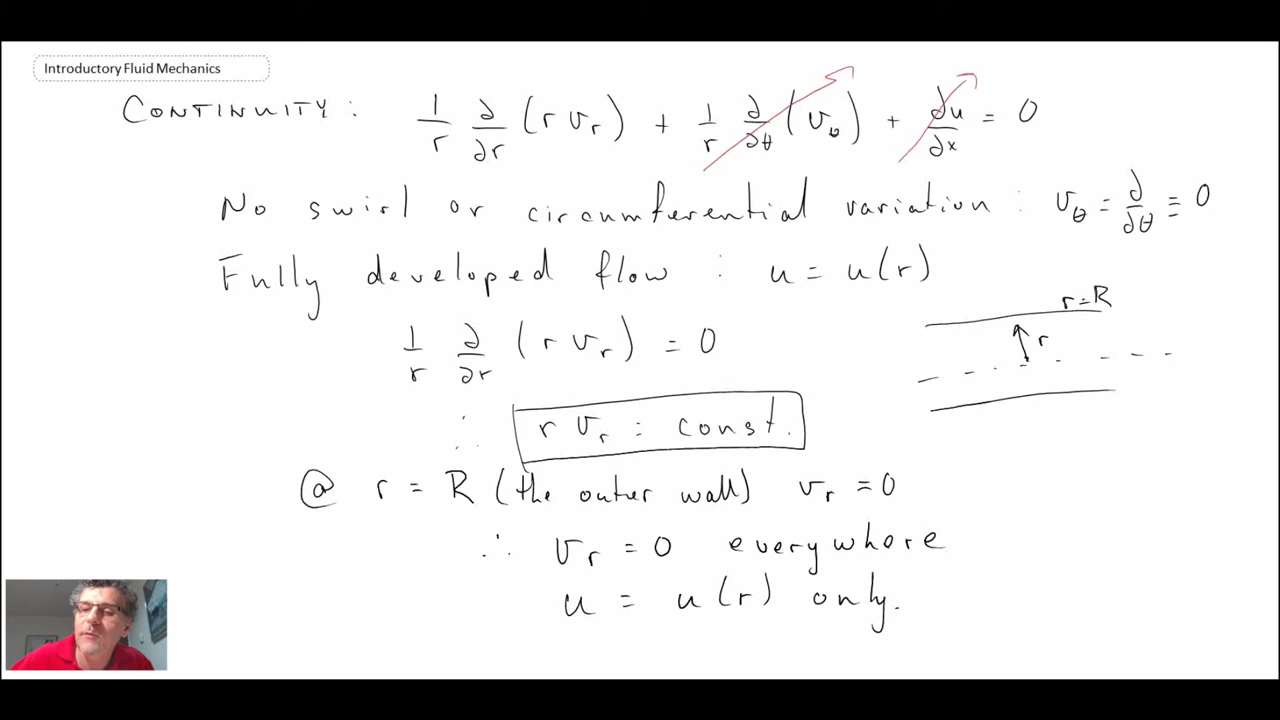 Introductory Fluid Mechanics
CONTINUITY : 1/r ∂/∂r (r v_r) + 1/r ∂/∂θ (v_θ) + ∂u/∂x = 0
No swirl or circumferential variation : v_θ = ∂/∂θ ≡ 0
Fully developed flow : u = u(r)
r=R
1/r ∂/∂r (r v_r) = 0
r
∴ r v_r = const.
@ r = R (the outer wall) v_r = 0
∴ v_r = 0 everywhere
u = u(r) only.